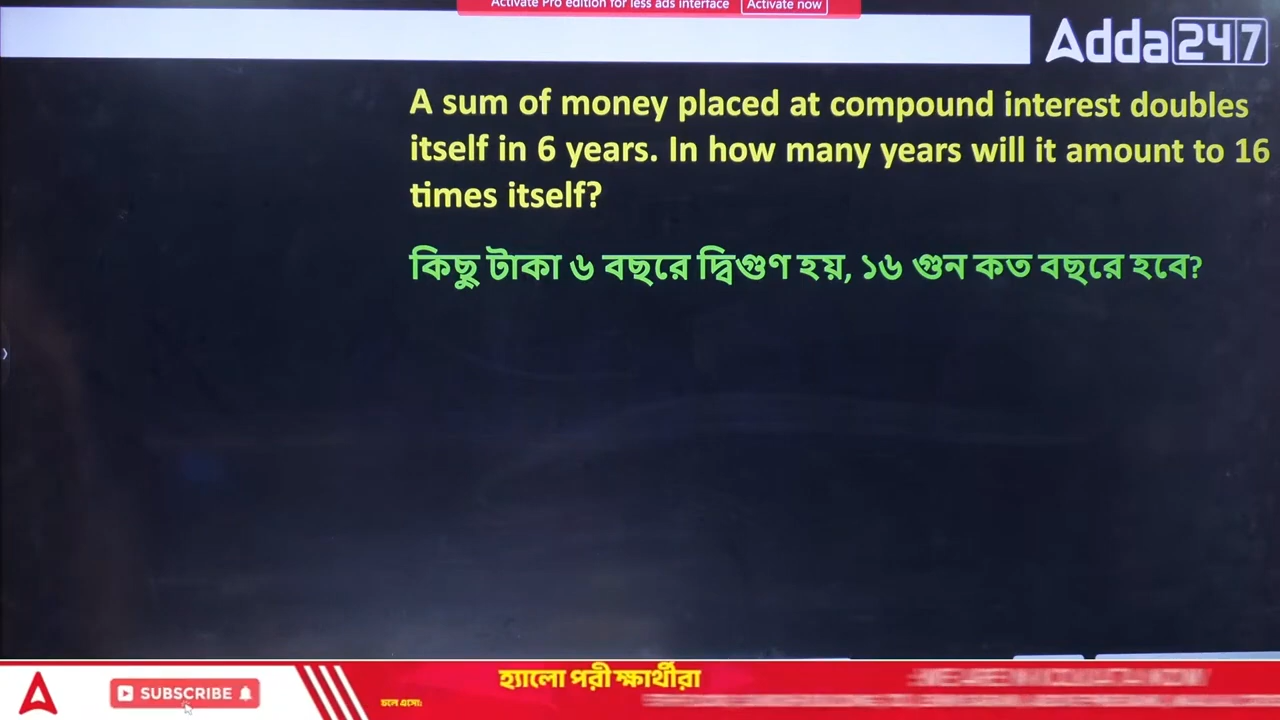 Activate Pro edition for less ads interface Activate now
Adda247
A sum of money placed at compound interest doubles
itself in 6 years. In how many years will it amount to 16
times itself?
কিছু টাকা ৬ বছরে দ্বিগুণ হয়, ১৬ গুন কত বছরে হবে?
SUBSCRIBE
হ্যালো পরীক্ষার্থীরা
চলে এসো: